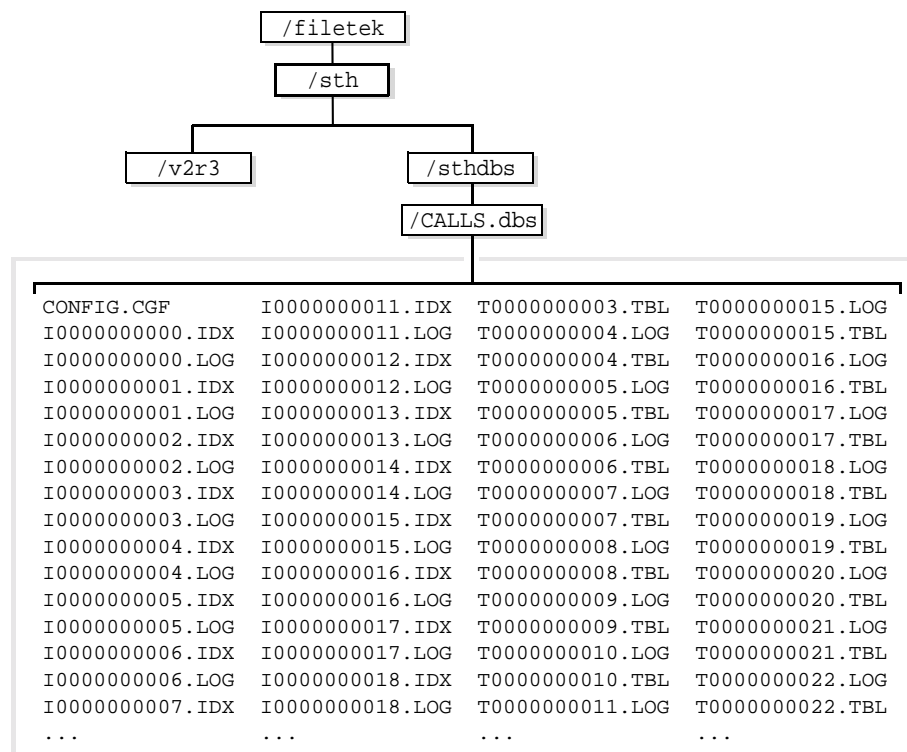 /filetek
/sth
/v2r3 /sthdbs
/CALLS.dbs
CONFIG.CGF I0000000011.IDX T0000000003.TBL T0000000015.LOG
I0000000000.IDX I0000000011.LOG T0000000004.LOG T0000000015.TBL
I0000000000.LOG I0000000012.IDX T0000000004.TBL T0000000016.LOG
I0000000001.IDX I0000000012.LOG T0000000005.LOG T0000000016.TBL
I0000000001.LOG I0000000013.IDX T0000000005.TBL T0000000017.LOG
I0000000002.IDX I0000000013.LOG T0000000006.LOG T0000000017.TBL
I0000000002.LOG I0000000014.IDX T0000000006.TBL T0000000018.LOG
I0000000003.IDX I0000000014.LOG T0000000007.LOG T0000000018.TBL
I0000000003.LOG I0000000015.IDX T0000000007.TBL T0000000019.LOG
I0000000004.IDX I0000000015.LOG T0000000008.LOG T0000000019.TBL
I0000000004.LOG I0000000016.IDX T0000000008.TBL T0000000020.LOG
I0000000005.IDX I0000000016.LOG T0000000009.LOG T0000000020.TBL
I0000000005.LOG I0000000017.IDX T0000000009.TBL T0000000021.LOG
I0000000006.IDX I0000000017.LOG T0000000010.LOG T0000000021.TBL
I0000000006.LOG I0000000018.IDX T0000000010.TBL T0000000022.LOG
I0000000007.IDX I0000000018.LOG T0000000011.LOG T0000000022.TBL
... ... ... ...